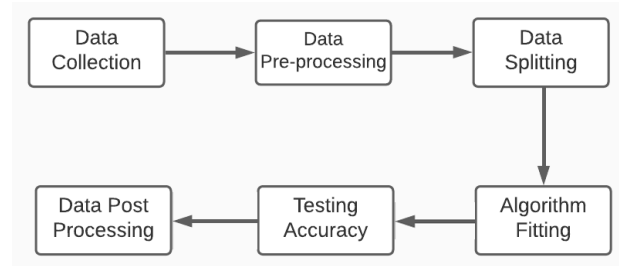 Data
Collection
Data
Pre-processing
Data
Splitting
Algorithm
Fitting
Testing
Accuracy
Data Post
Processing